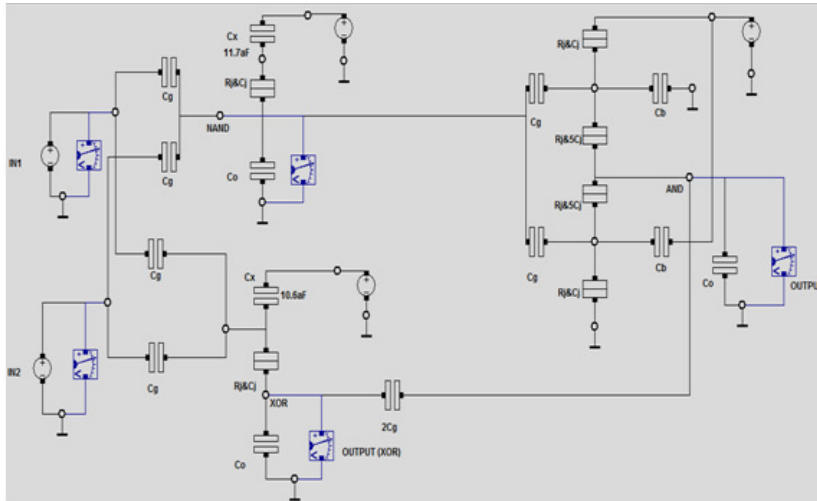 Cx
11.7aF
Rj&Cj
Cg
Cg
NAND
IN1
Co
Rj&Cj
Cg
Cb
Rj&5Cj
AND
Rj&5Cj
Cg
Cb
Rj&Cj
Co
OUTPU
Cg
Cx
10.6aF
IN2
Cg
Rj&Cj
XOR
2Cg
Co
OUTPUT (XOR)